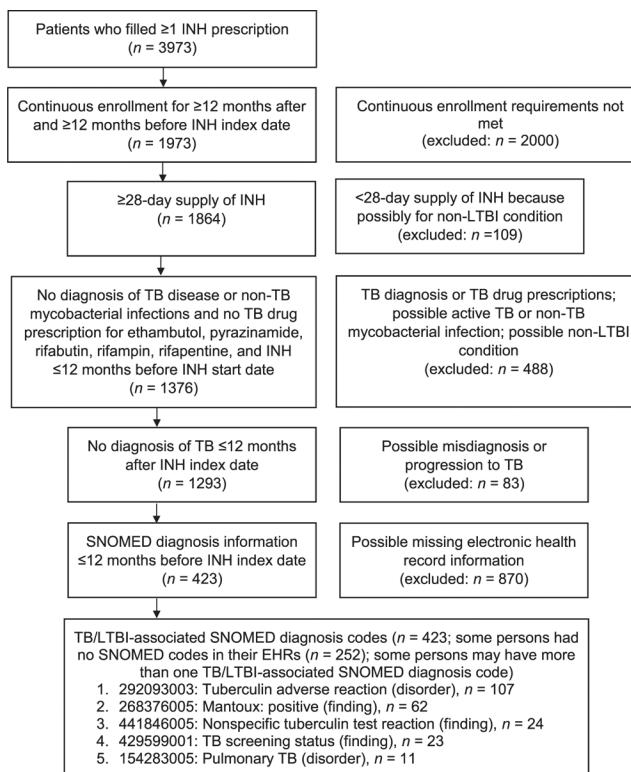 Patients who filled ≥1 INH prescription
(n = 3973)
Continuous enrollment for ≥12 months after
and ≥12 months before INH index date
(n = 1973)
Continuous enrollment requirements not
met
(excluded: n = 2000)
≥28-day supply of INH
(n = 1864)
<28-day supply of INH because
possibly for non-LTBI condition
(excluded: n =109)
No diagnosis of TB disease or non-TB
mycobacterial infections and no TB drug
prescription for ethambutol, pyrazinamide,
rifabutin, rifampin, rifapentine, and INH
≤12 months before INH start date
(n = 1376)
TB diagnosis or TB drug prescriptions;
possible active TB or non-TB
mycobacterial infection; possible non-LTBI
condition
(excluded: n = 488)
No diagnosis of TB ≤12 months
after INH index date
(n = 1293)
Possible misdiagnosis or
progression to TB
(excluded: n = 83)
SNOMED diagnosis information
≤12 months before INH index date
(n = 423)
Possible missing electronic health
record information
(excluded: n = 870)
TB/LTBI-associated SNOMED diagnosis codes (n = 423; some persons had
no SNOMED codes in their EHRs (n = 252); some persons may have more
than one TB/LTBI-associated SNOMED diagnosis code)
1. 292093003: Tuberculin adverse reaction (disorder), n = 107
2. 268376005: Mantoux: positive (finding), n = 62
3. 441846005: Nonspecific tuberculin test reaction (finding), n = 24
4. 429599001: TB screening status (finding), n = 23
5. 154283005: Pulmonary TB (disorder), n = 11